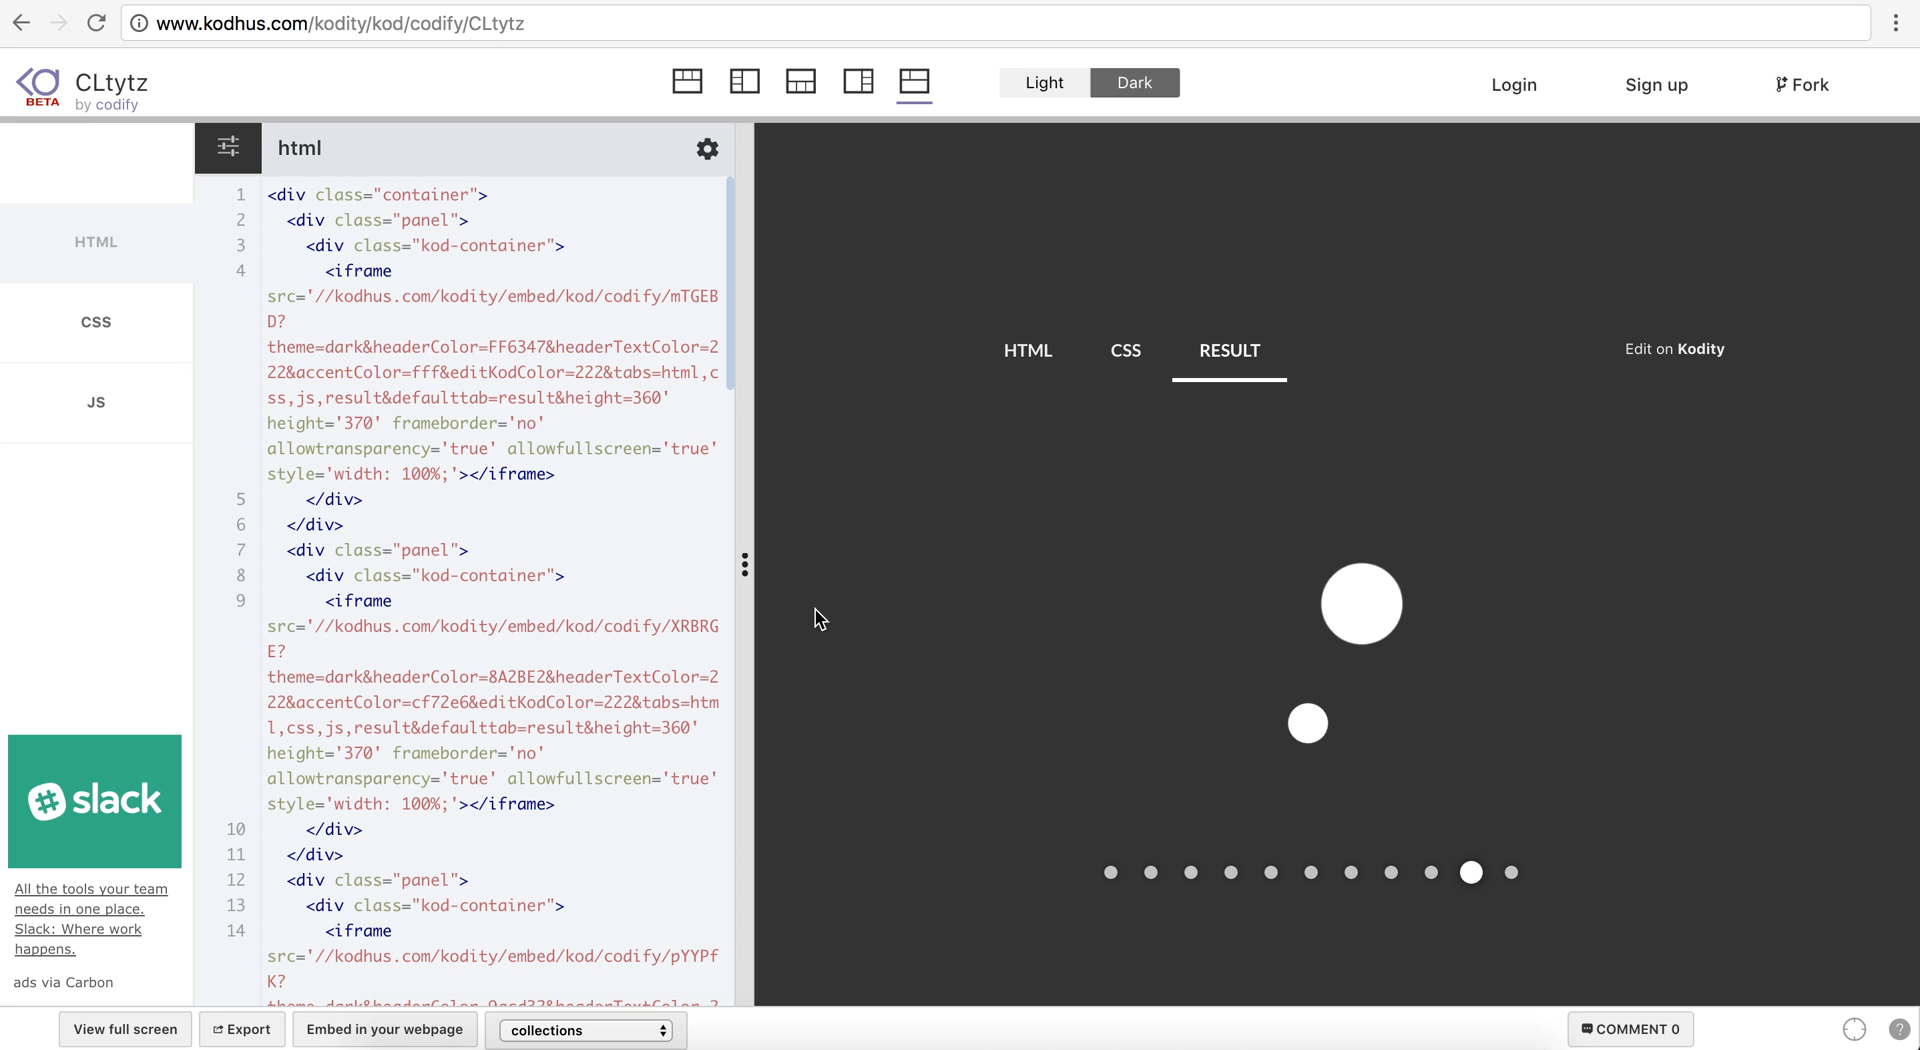 www.kodhus.com/kodity/kod/codify/CLtytz
BETA
CLtytz
by codify
Light
Dark
Login
Sign up
Fork
HTML
CSS
JS
html
1 <div class="container">
2 <div class="panel">
3 <div class="kod-container">
4 <iframe
src='//kodhus.com/kodity/embed/kod/codify/mTGEB
D?
theme=dark&headerColor=FF6347&headerTextColor=2
22&accentColor=fff&editKodColor=222&tabs=html,c
ss,js,result&defaulttab=result&height=360'
height='370' frameborder='no'
allowtransparency='true' allowfullscreen='true'
style='width: 100%;'></iframe>
5 </div>
6 </div>
7 <div class="panel">
8 <div class="kod-container">
9 <iframe
src='//kodhus.com/kodity/embed/kod/codify/XRBRG
E?
theme=dark&headerColor=8A2BE2&headerTextColor=2
22&accentColor=cf72e6&editKodColor=222&tabs=htm
l,css,js,result&defaulttab=result&height=360'
height='370' frameborder='no'
allowtransparency='true' allowfullscreen='true'
style='width: 100%;'></iframe>
10 </div>
11 </div>
12 <div class="panel">
13 <div class="kod-container">
14 <iframe
src='//kodhus.com/kodity/embed/kod/codify/pYYPf
K?
theme=dark&headerColor=9acd32&headerTextColor=2
HTML
CSS
RESULT
Edit on Kodity
slack
All the tools your team
needs in one place.
Slack: Where work
happens.
ads via Carbon
View full screen
Export
Embed in your webpage
collections
COMMENT 0
?